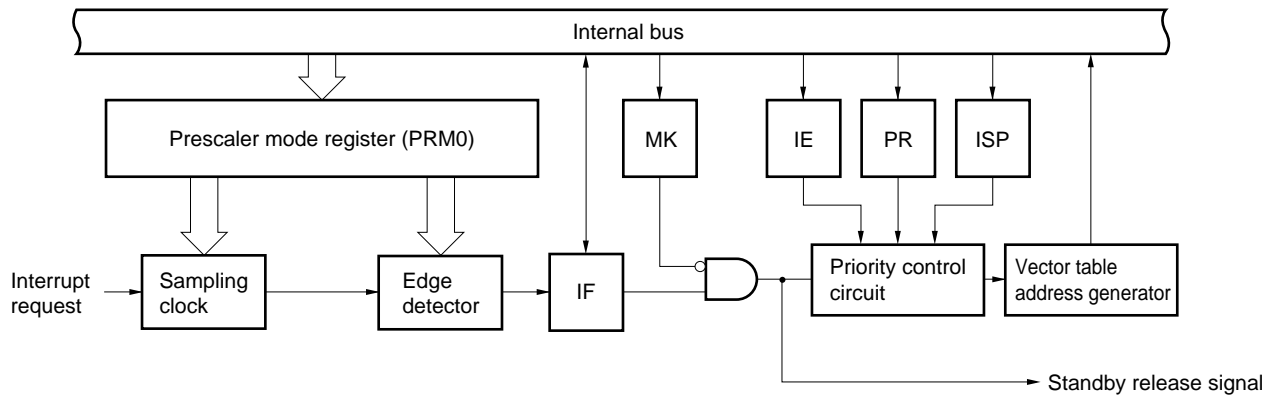 Internal bus
Prescaler mode register (PRM0)
MK
IE
PR
ISP
Interrupt
request
Sampling
clock
Edge
detector
IF
Priority control
circuit
Vector table
address generator
Standby release signal